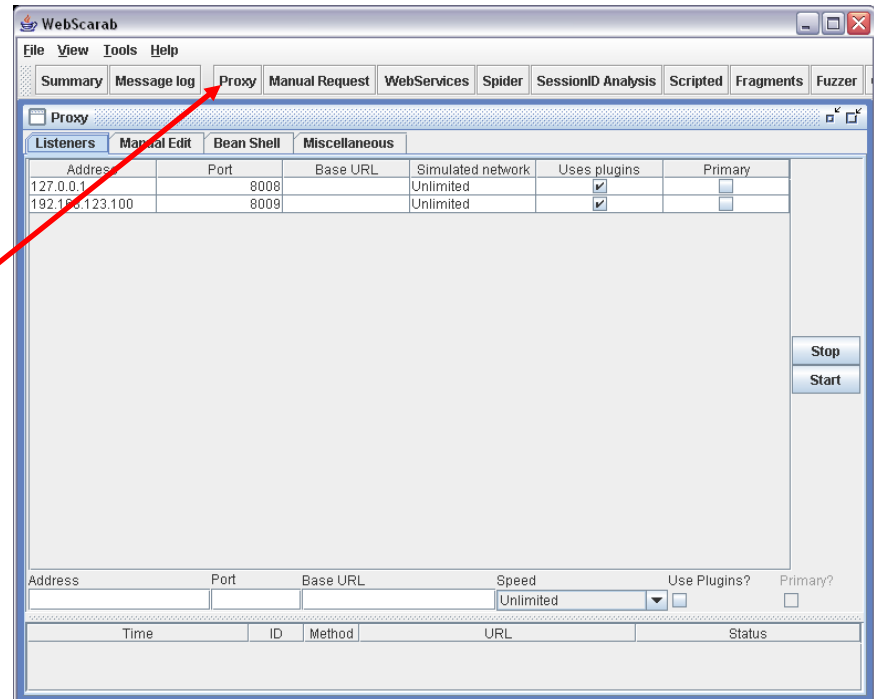 WebScarab
File View Tools Help
Summary Message log Proxy Manual Request WebServices Spider SessionID Analysis Scripted Fragments Fuzzer
Proxy
Listeners Manual Edit Bean Shell Miscellaneous
Address Port Base URL Simulated network Uses plugins Primary
127.0.0.1 8008 Unlimited
192.168.123.100 8009 Unlimited
Stop
Start
Address Port Base URL Speed Use Plugins? Primary?
Unlimited
Time ID Method URL Status